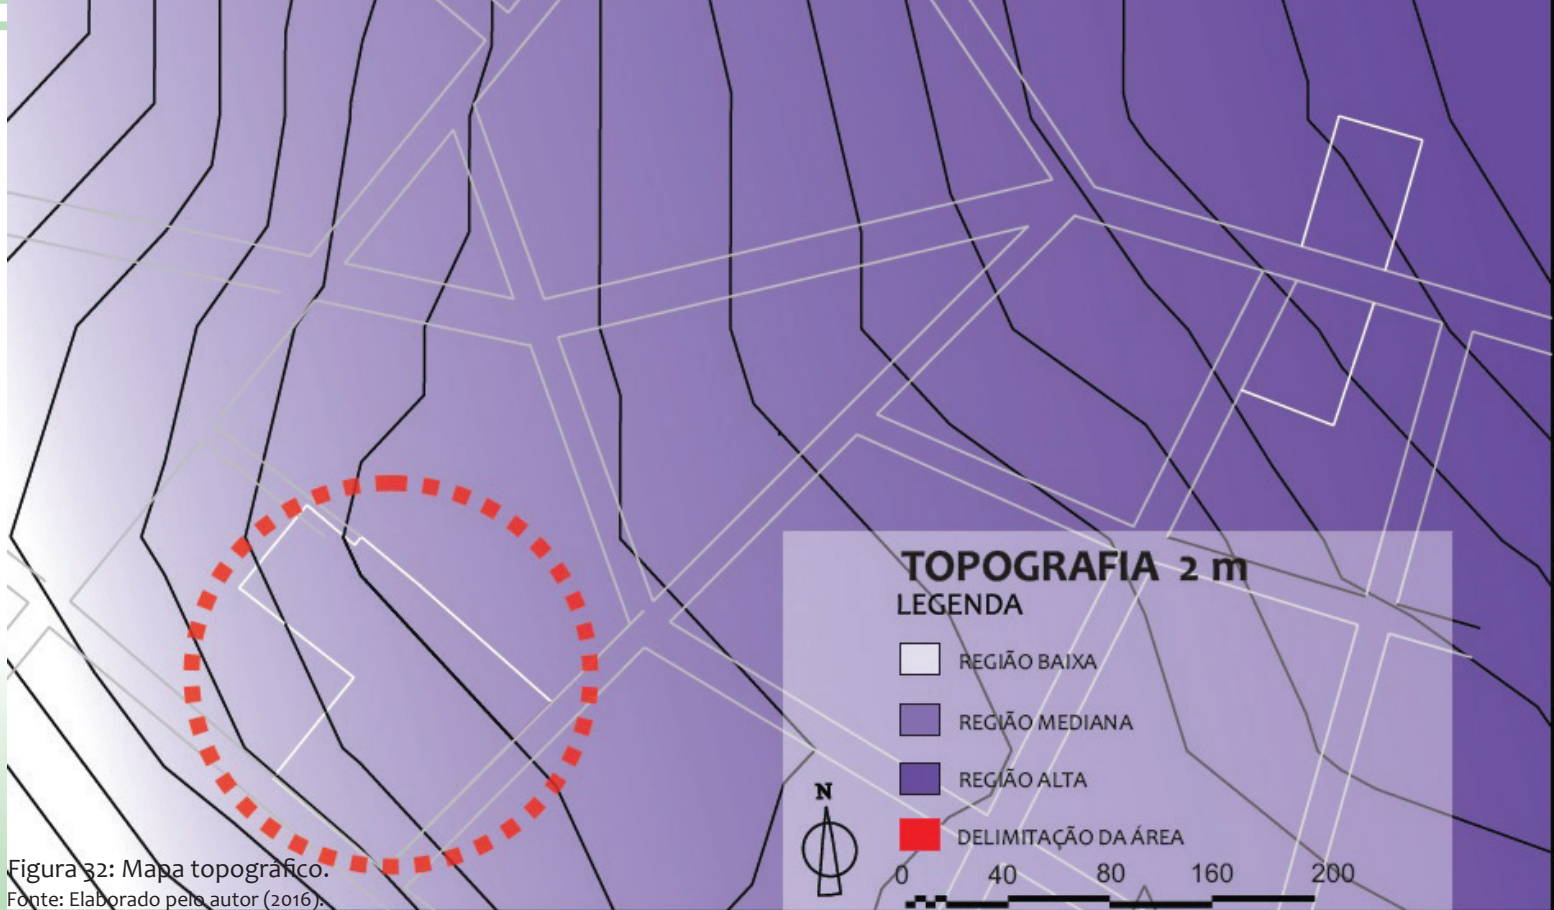 TOPOGRAFIA 2 m
LEGENDA
REGIÃO BAIXA
REGIÃO MEDIANA
REGIÃO ALTA
DELIMITAÇÃO DA ÁREA
N
0 40 80 160 200
Figura 32: Mapa topográfico.
Fonte: Elaborado pelo autor (2016).